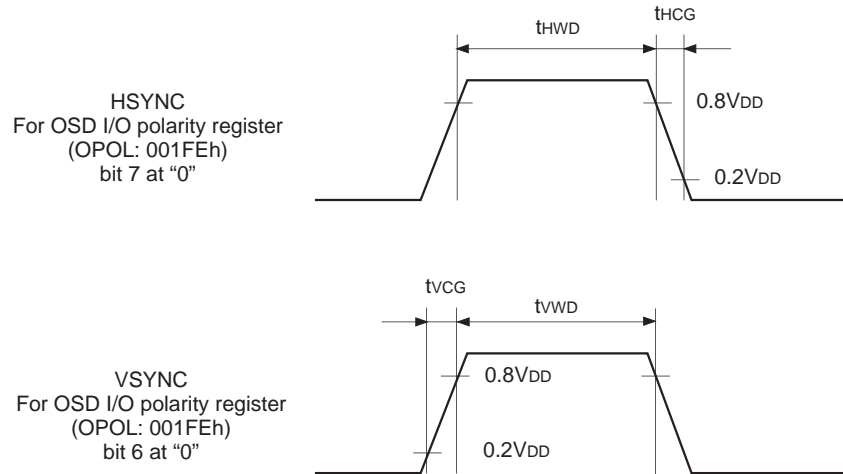 tHWD
tHCG
HSYNC
For OSD I/O polarity register
(OPOL: 001FEh)
bit 7 at “0”
0.8VDD
0.2VDD
tVCG
tVWD
VSYNC
For OSD I/O polarity register
(OPOL: 001FEh)
bit 6 at “0”
0.8VDD
0.2VDD